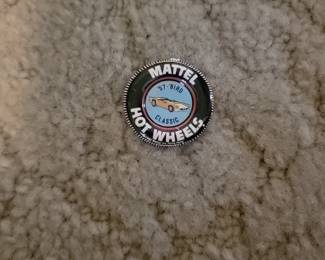 MATTEL
'57-BIRD
CLASSIC
HOT WHEELS